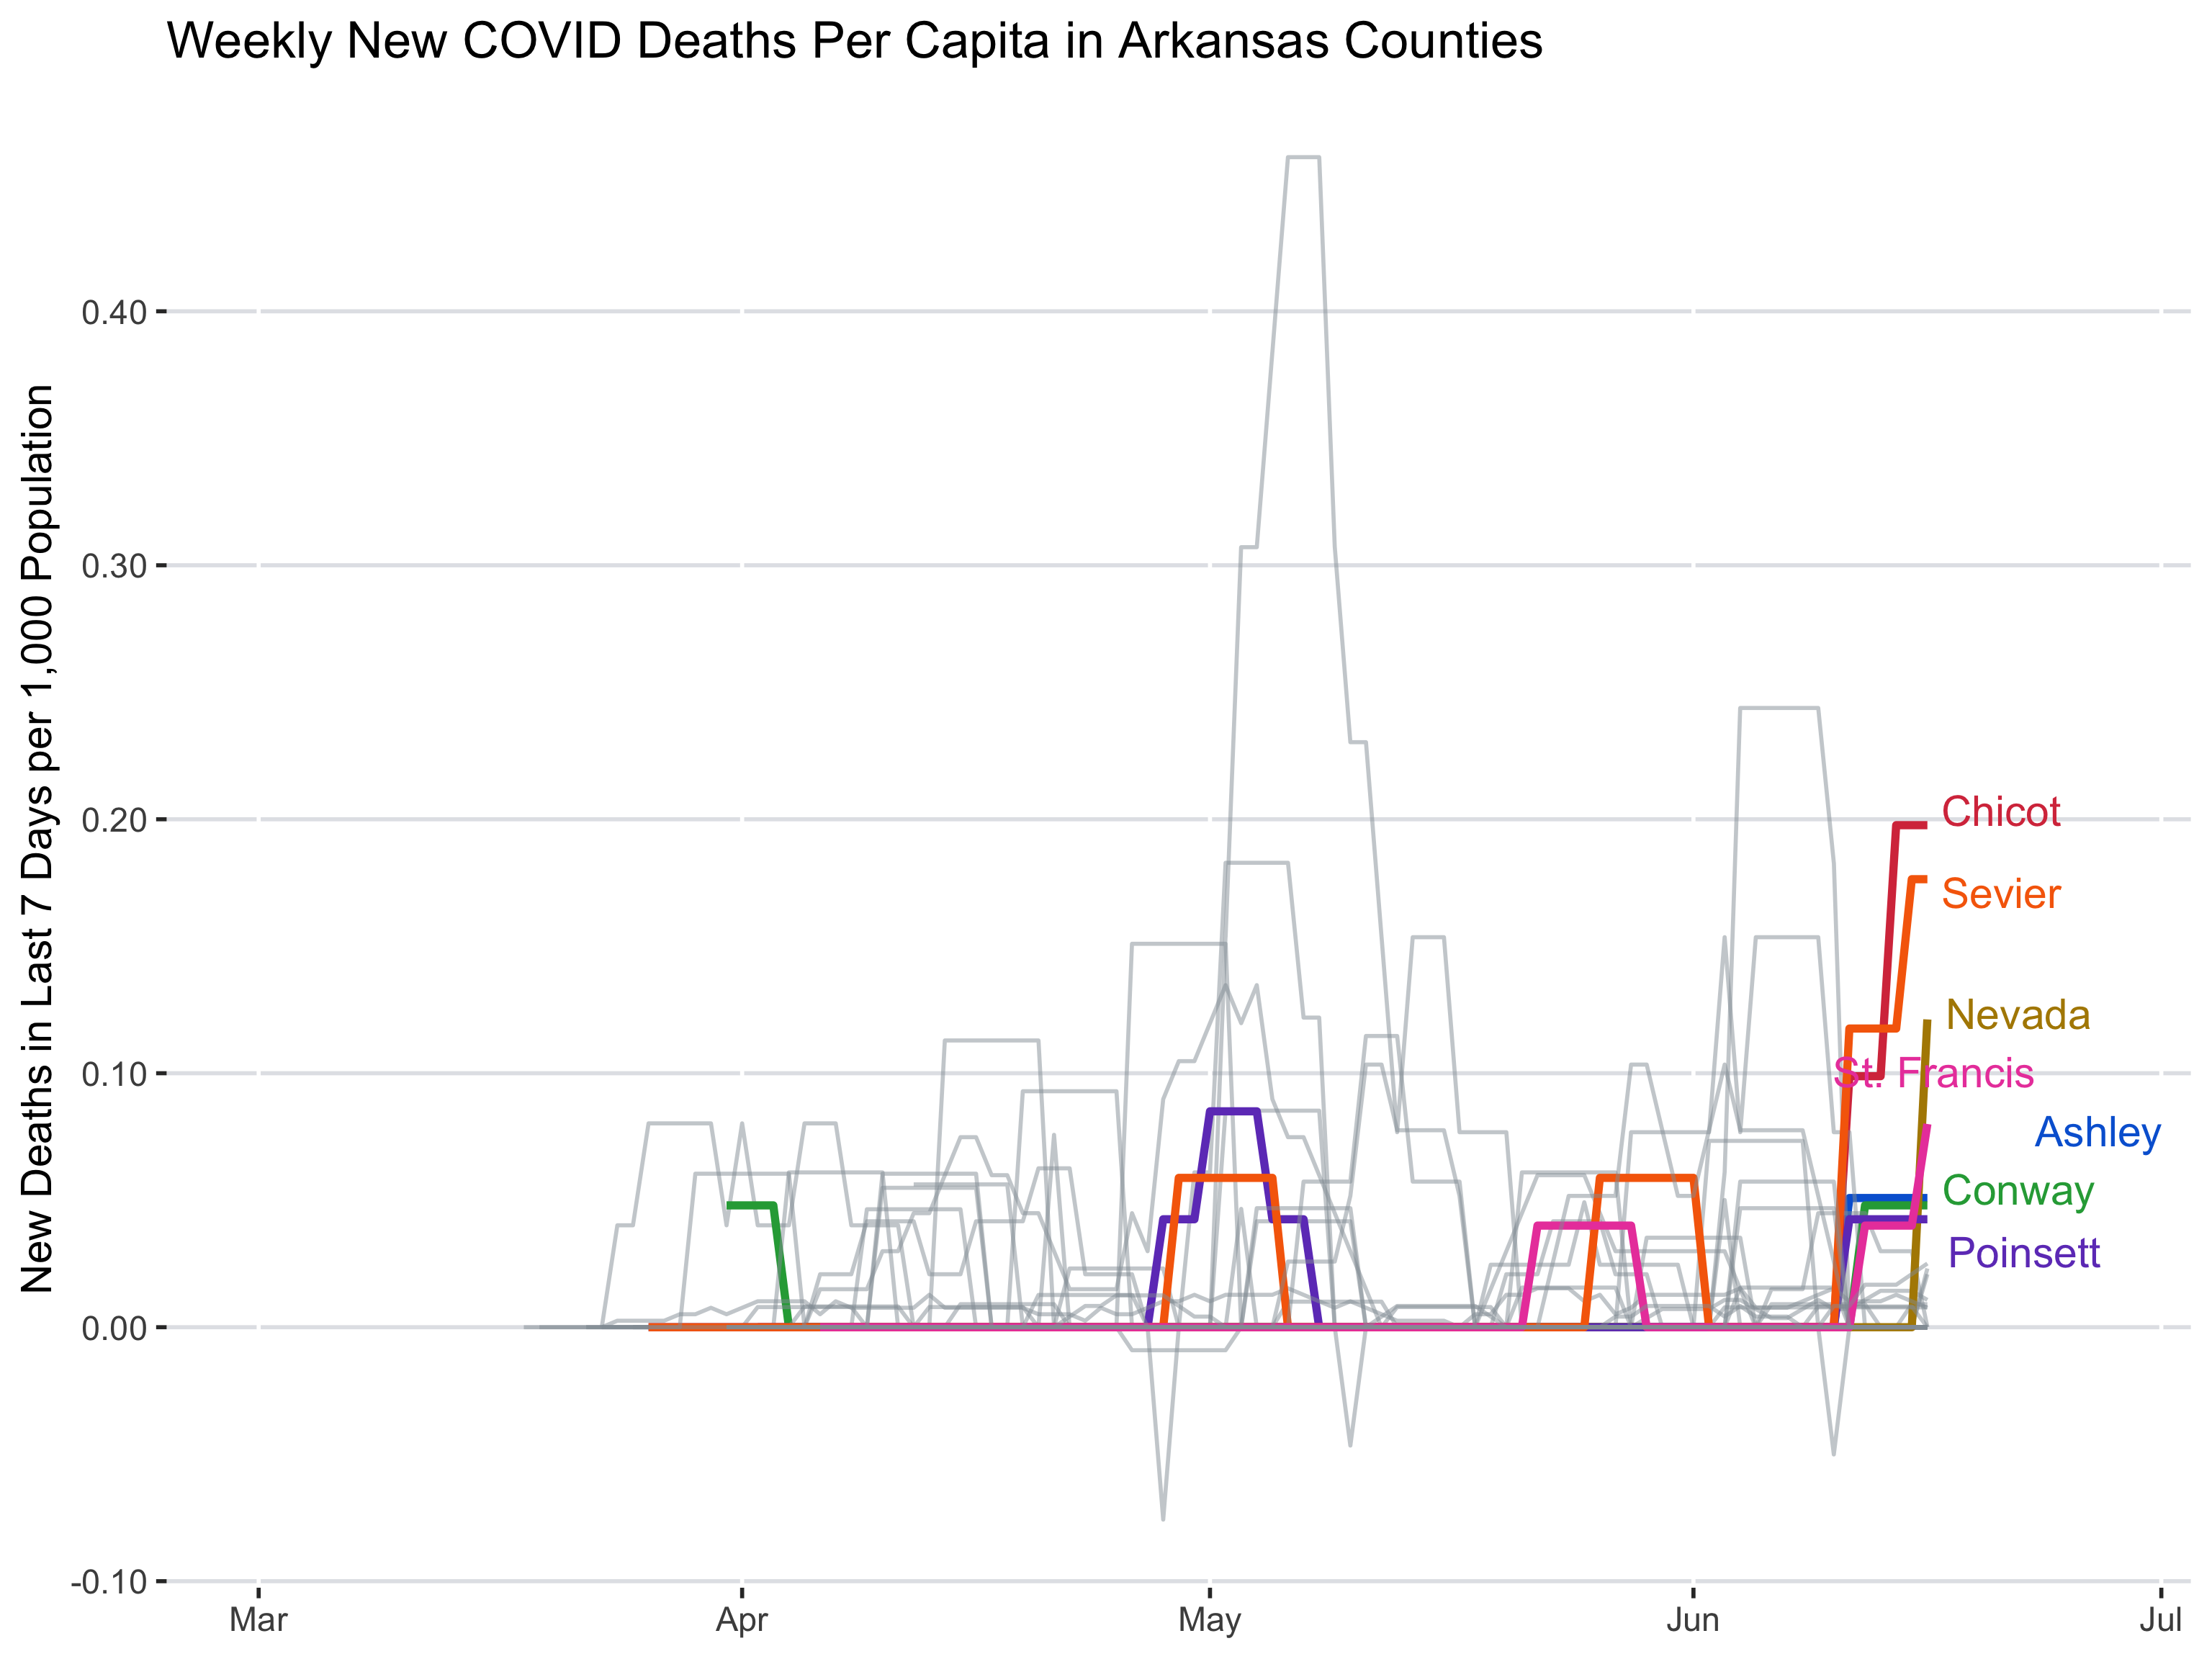 Weekly New COVID Deaths Per Capita in Arkansas Counties
New Deaths in Last 7 Days per 1,000 Population
0.40
0.30
0.20
0.10
0.00
-0.10
Chicot
Sevier
Nevada
St. Francis
Ashley
Conway
Poinsett
Mar Apr May Jun Jul